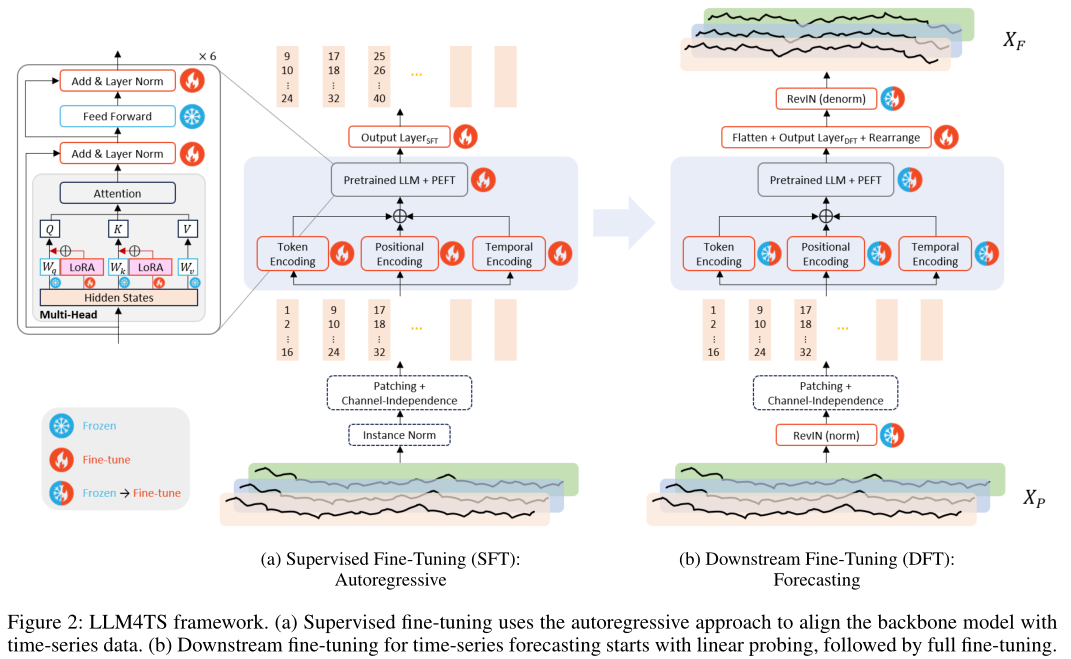 × 6
Add & Layer Norm
Feed Forward
Add & Layer Norm
Attention
Q
K
V
W_q
LoRA
W_k
LoRA
W_v
Hidden States
Multi-Head
Frozen
Fine-tune
Frozen → Fine-tune
9 17 25
10 18 26 ...
⋮ ⋮ ⋮
24 32 40
Output Layer_SFT
Pretrained LLM + PEFT
Token Encoding
Positional Encoding
Temporal Encoding
1 9 17
2 10 18 ...
⋮ ⋮ ⋮
16 24 32
Patching +
Channel-Independence
Instance Norm
(a) Supervised Fine-Tuning (SFT):
Autoregressive
X_F
RevIN (denorm)
Flatten + Output Layer_DFT + Rearrange
Pretrained LLM + PEFT
Token Encoding
Positional Encoding
Temporal Encoding
1 9 17
2 10 18 ...
⋮ ⋮ ⋮
16 24 32
Patching +
Channel-Independence
RevIN (norm)
X_P
(b) Downstream Fine-Tuning (DFT):
Forecasting
Figure 2: LLM4TS framework. (a) Supervised fine-tuning uses the autoregressive approach to align the backbone model with
time-series data. (b) Downstream fine-tuning for time-series forecasting starts with linear probing, followed by full fine-tuning.